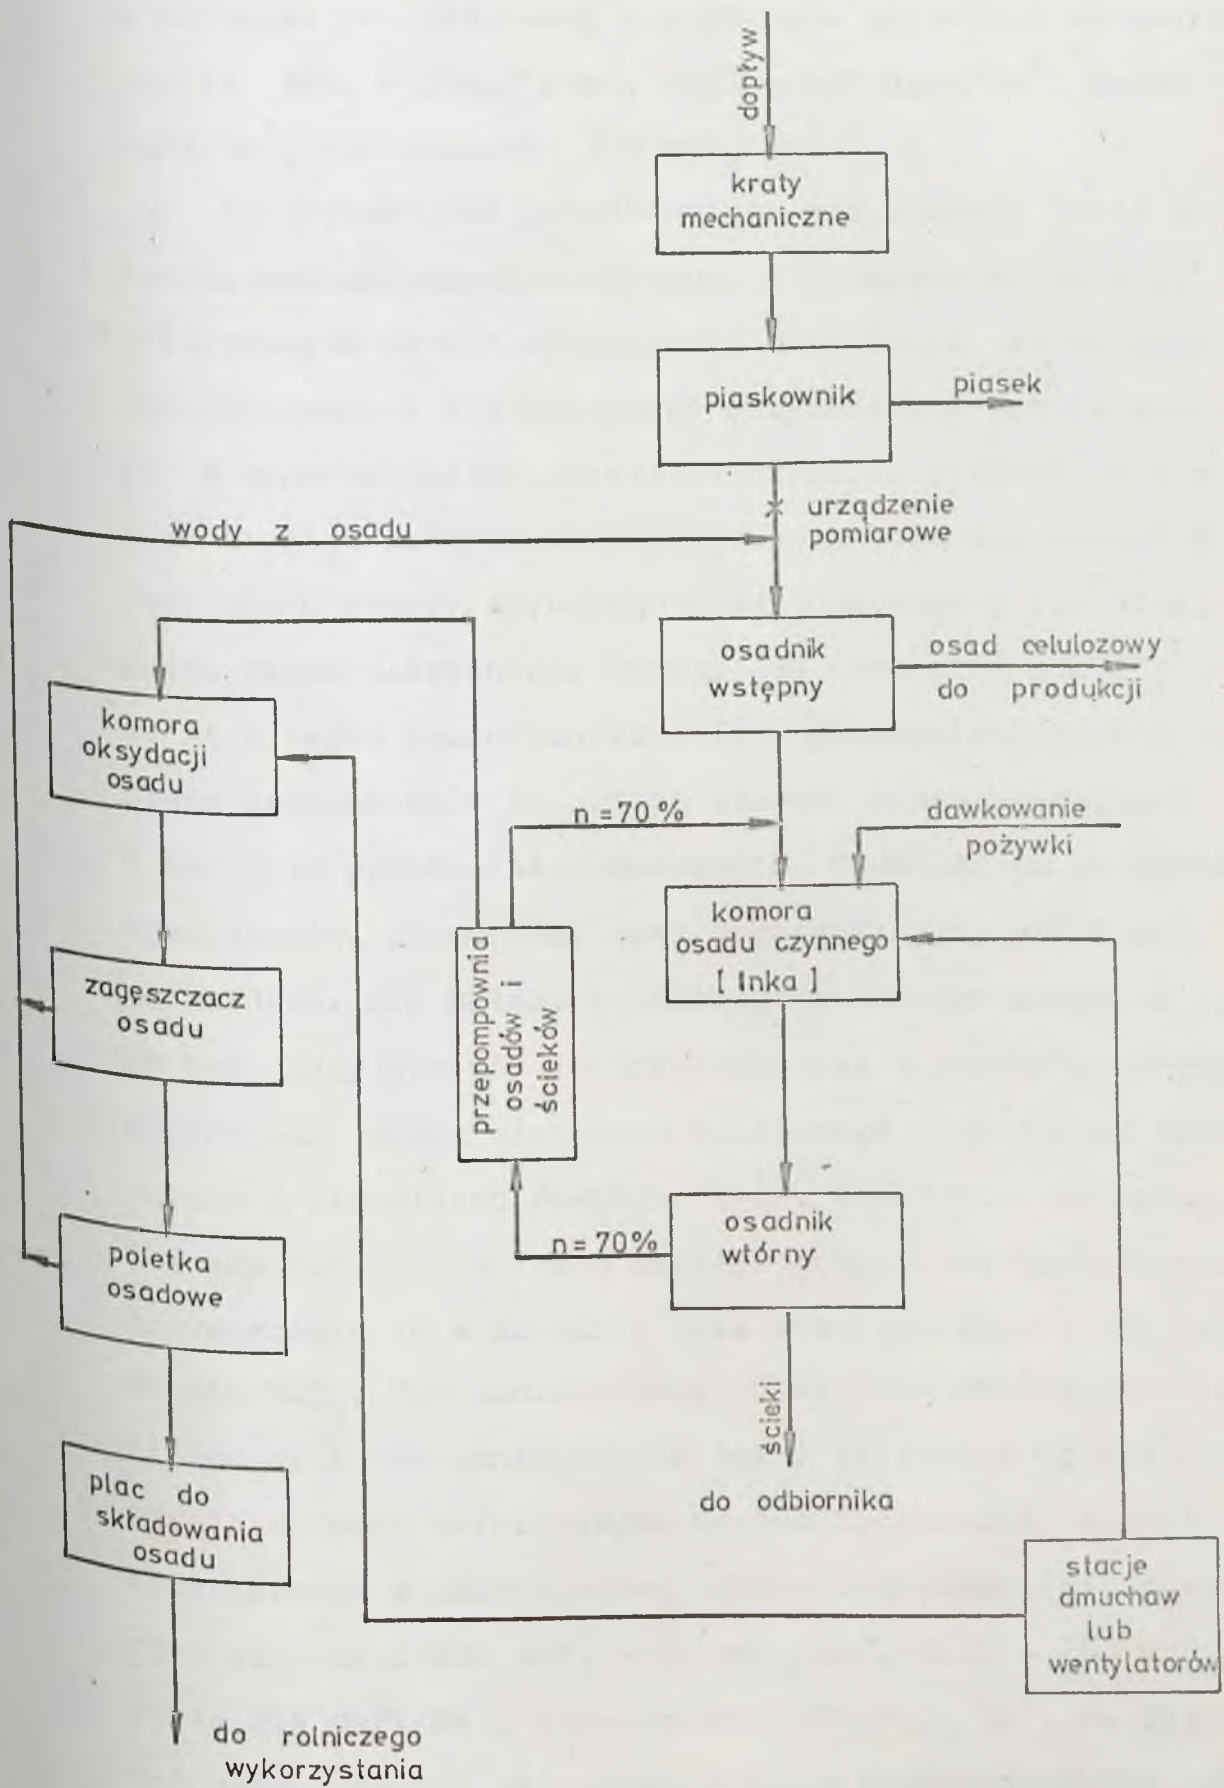 dopływ
kraty
mechaniczne
piaskownik
piasek
urządzenie
pomiarowe
wody z osadu
osadnik
wstępny
osad celulozowy
do produkcji
komora
oksydacji
osadu
n = 70 %
dawkowanie
pożywki
komora
osadu czynnego
[ Inka ]
przepompownia
osadów i
ścieków
zagęszczacz
osadu
osadnik
wtórny
n = 70%
poletka
osadowe
ścieki
do odbiornika
plac do
składowania
osadu
stacje
dmuchaw
lub
wentylatorów
do rolniczego
wykorzystania